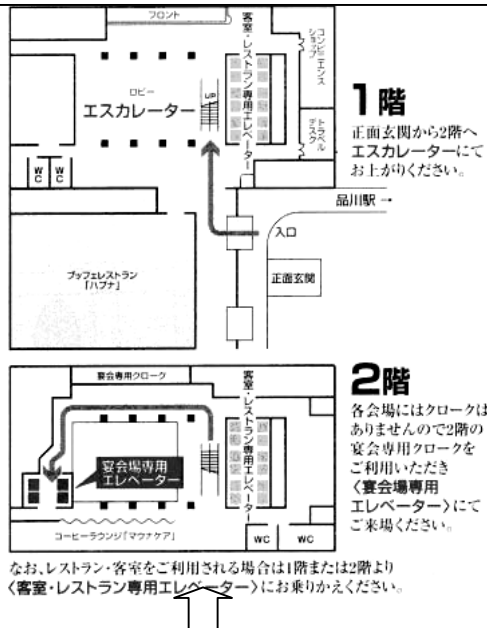 フロント
客室・レストラン専用エレベーター
コンビニエンス
ショップ
ロビー
エスカレーター
UP
トラベル
デスク
WC
WC
1階
正面玄関から2階へ
エスカレーターにて
お上がりください。
品川駅→
入口
正面玄関
ブッフェレストラン
「ハプナ」
宴会専用クローク
客室・レストラン専用エレベーター
宴会場専用
エレベーター
コーヒーラウンジ「マウナケア」
WC
WC
2階
各会場にはクロークは
ありませんので2階の
宴会専用クロークを
ご利用いただき
〈宴会場専用
エレベーター〉にて
ご来場ください。
なお、レストラン・客室をご利用される場合は1階または2階より
〈客室・レストラン専用エレベーター〉にお乗りかえください。